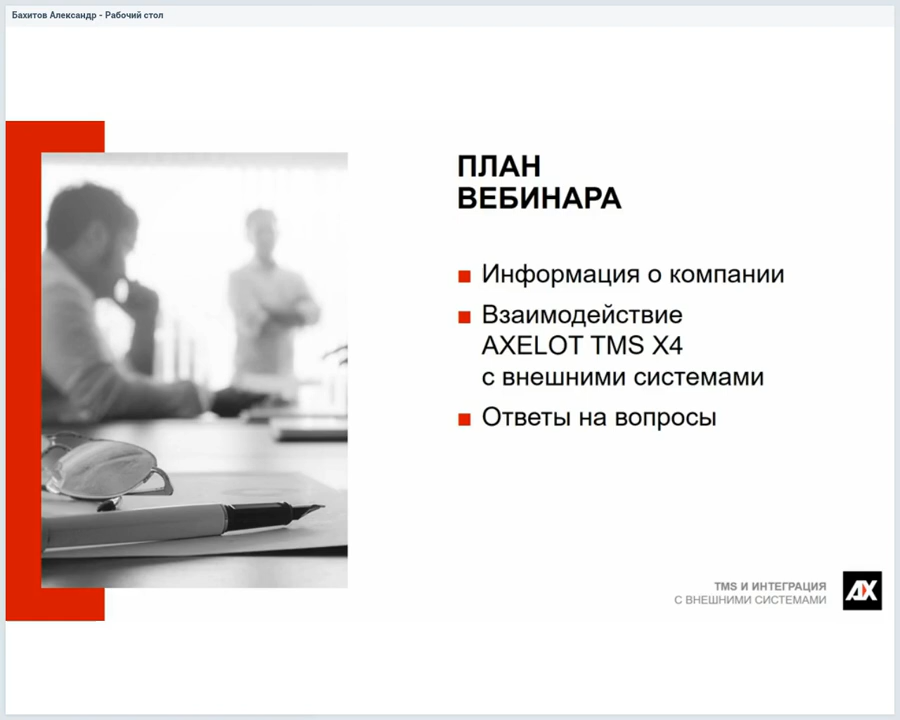 Бахитов Александр - Рабочий стол
ПЛАН
ВЕБИНАРА
Информация о компании
Взаимодействие
AXELOT TMS X4
с внешними системами
Ответы на вопросы
TMS И ИНТЕГРАЦИЯ
С ВНЕШНИМИ СИСТЕМАМИ
AX